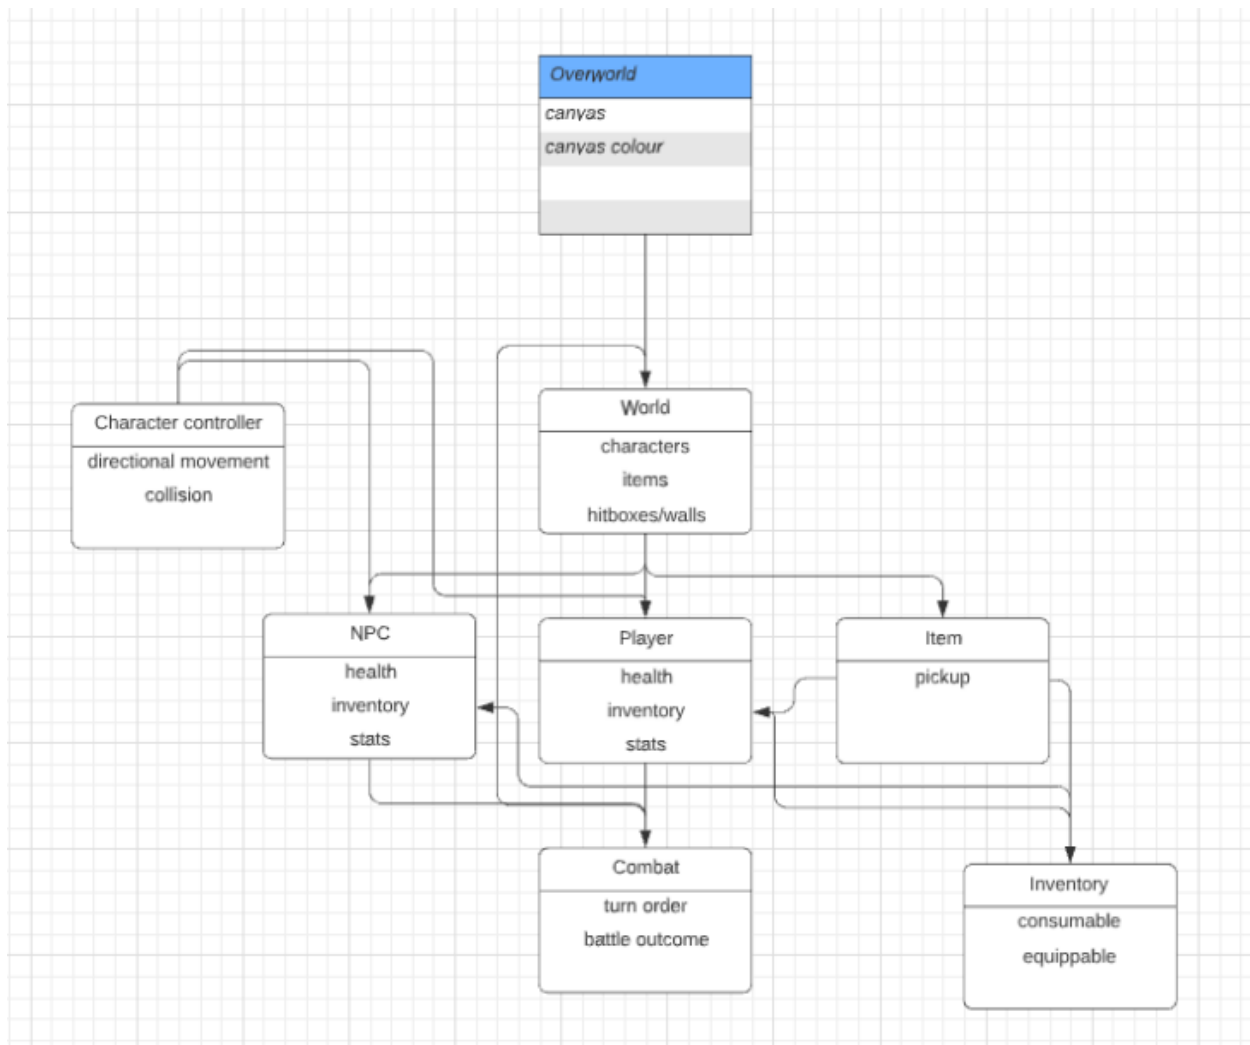 Overworld
canvas
canvas colour
Character controller
directional movement
collision
World
characters
items
hitboxes/walls
NPC
health
inventory
stats
Player
health
inventory
stats
Item
pickup
Combat
turn order
battle outcome
Inventory
consumable
equippable